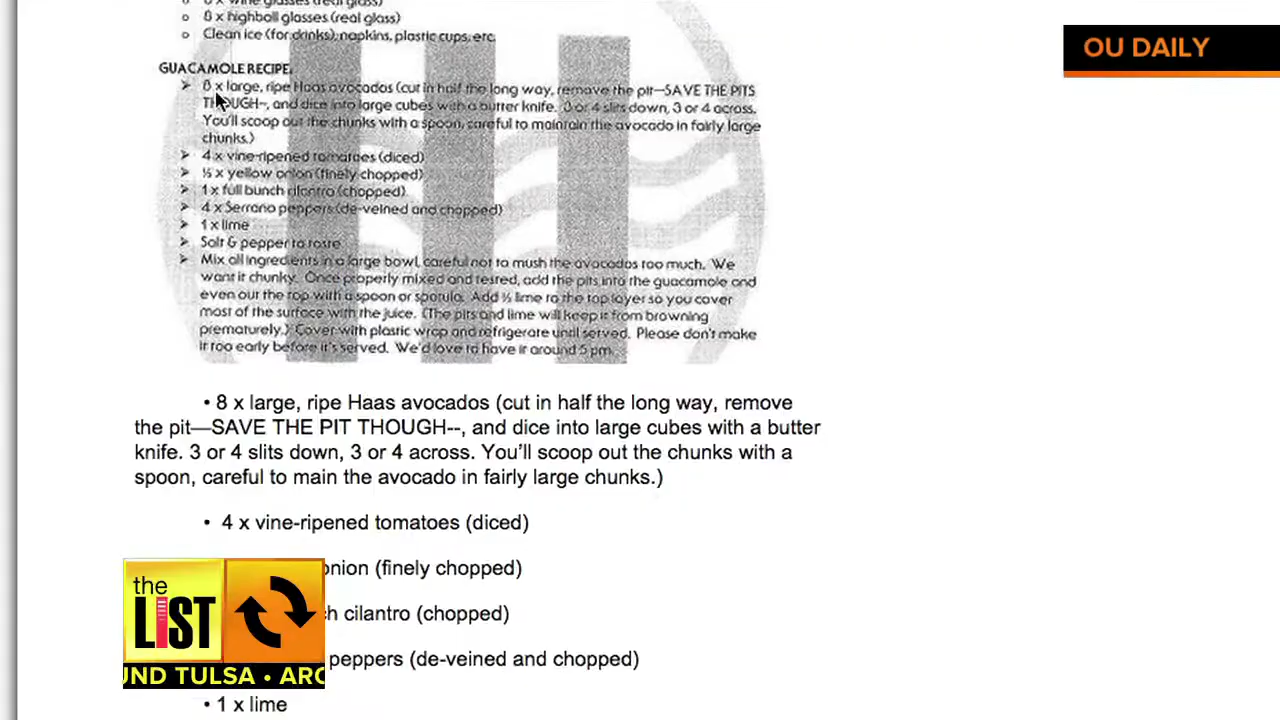 8 x wine glasses (real glass)
o 8 x highball glasses (real glass)
o Clean ice (for drinks), napkins, plastic cups, etc.
OU DAILY
GUACAMOLE RECIPE:
➤ 8 x large, ripe Haas avocados (cut in half the long way, remove the pit—SAVE THE PITS
THOUGH--, and dice into large cubes with a butter knife. 3 or 4 slits down, 3 or 4 across.
You'll scoop out the chunks with a spoon, careful to maintain the avocado in fairly large
chunks.)
➤ 4 x vine-ripened tomatoes (diced)
➤ ½ x yellow onion (finely chopped)
➤ 1 x full bunch cilantro (chopped)
➤ 4 x Serrano peppers (de-veined and chopped)
➤ 1 x lime
➤ Salt & pepper to taste
➤ Mix all ingredients in a large bowl, careful not to mush the avocados too much. We
want it chunky. Once properly mixed and tested, add the pits into the guacamole and
even out the top with a spoon or spatula. Add ½ lime to the top layer so you cover
most of the surface with the juice. (The pits and lime will keep it from browning
prematurely.) Cover with plastic wrap and refrigerate until served. Please don't make
it too early before it's served. We'd love to have it around 5 pm.
• 8 x large, ripe Haas avocados (cut in half the long way, remove
the pit—SAVE THE PIT THOUGH--, and dice into large cubes with a butter
knife. 3 or 4 slits down, 3 or 4 across. You'll scoop out the chunks with a
spoon, careful to main the avocado in fairly large chunks.)
• 4 x vine-ripened tomatoes (diced)
onion (finely chopped)
cilantro (chopped)
peppers (de-veined and chopped)
• 1 x lime
the
LIST
UND TULSA • ARO